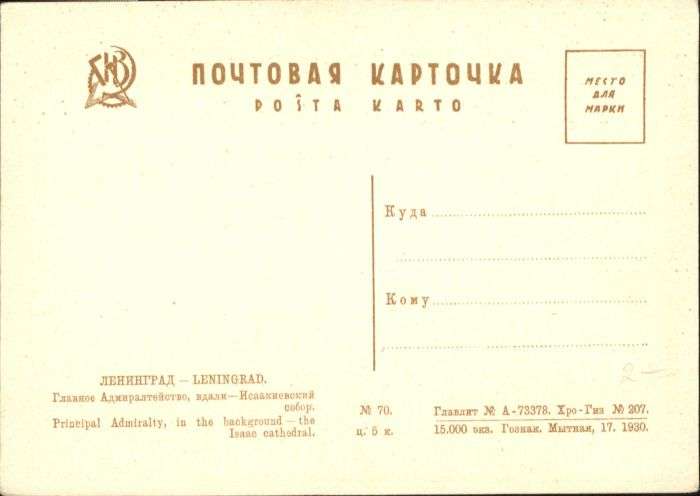 ПОЧТОВАЯ КАРТОЧКА
POŜTA KARTO
МЕСТО
ДЛЯ
МАРКИ
Куда
Кому
2 —
ЛЕНИНГРАД — LENINGRAD.
Главное Адмиралтейство, вдали—Исаакиевский
собор.
Principal Admiralty, in the background — the
Isaac cathedral.
№ 70.
ц. 5 к.
Главлит № А-73378. Хро-Гиз № 207.
15.000 экз. Гознак. Мытная, 17. 1930.